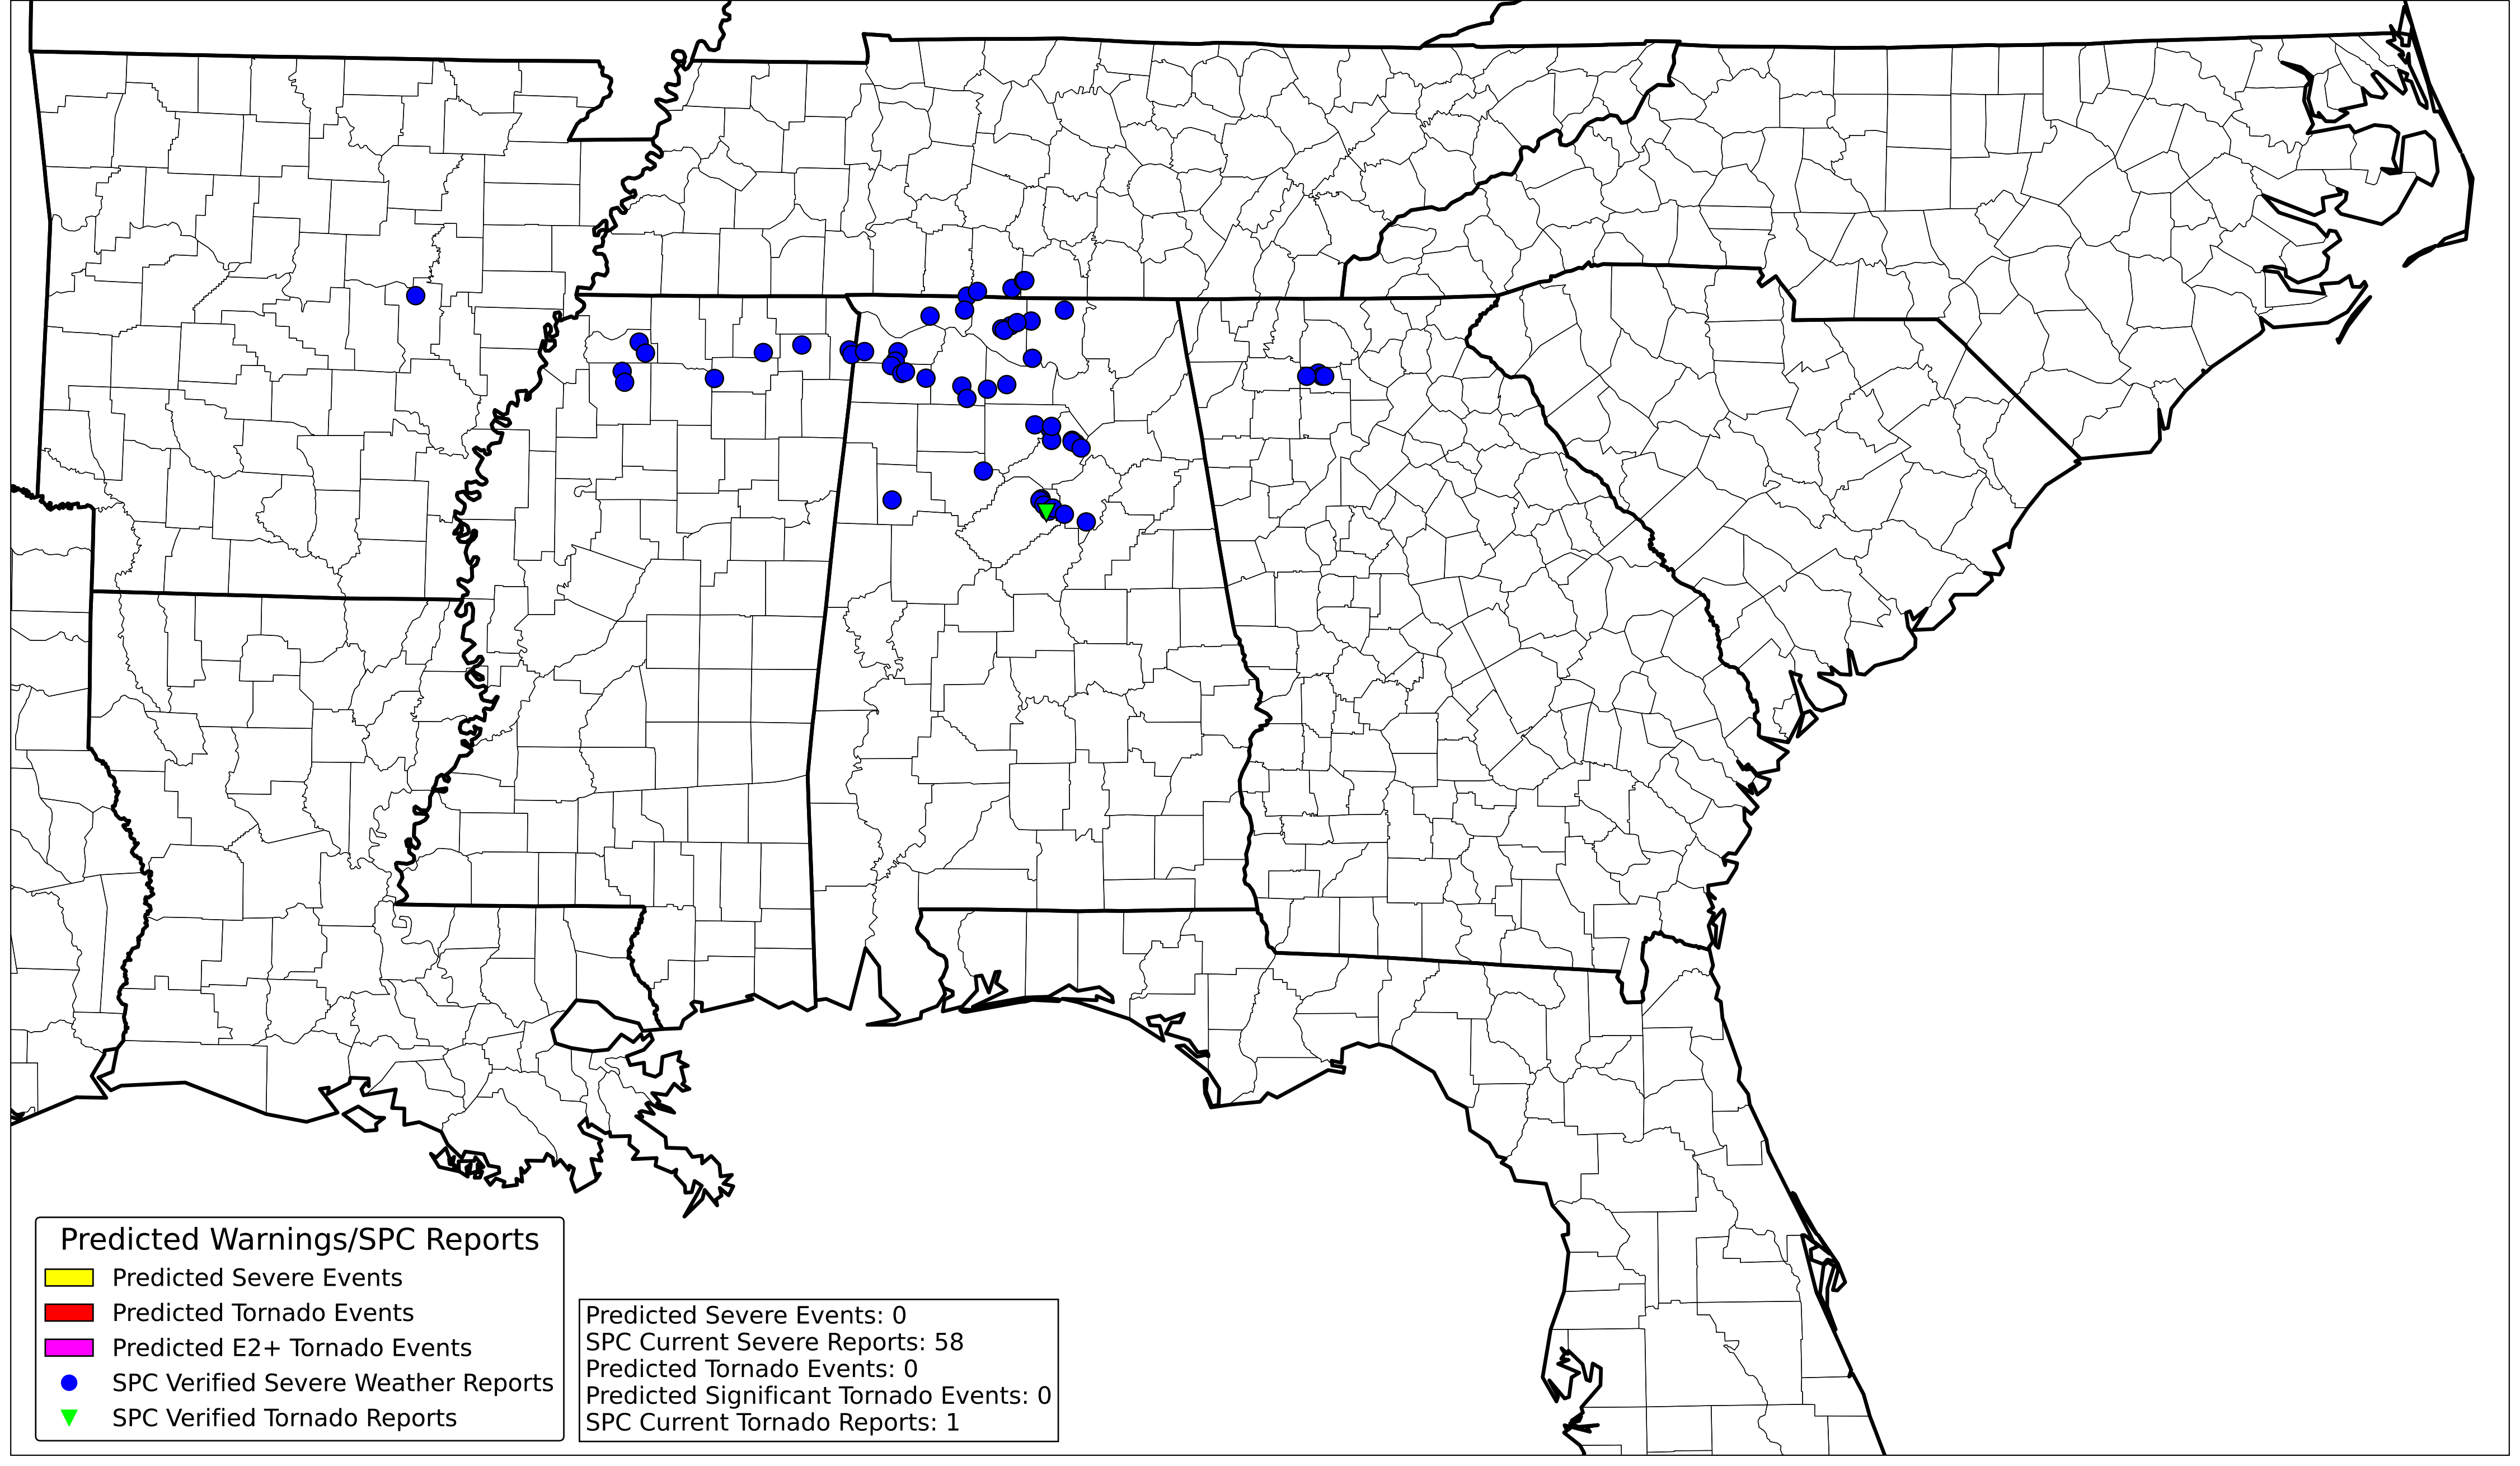 Predicted Warnings/SPC Reports
Predicted Severe Events
Predicted Tornado Events
Predicted E2+ Tornado Events
SPC Verified Severe Weather Reports
SPC Verified Tornado Reports
Predicted Severe Events: 0
SPC Current Severe Reports: 58
Predicted Tornado Events: 0
Predicted Significant Tornado Events: 0
SPC Current Tornado Reports: 1